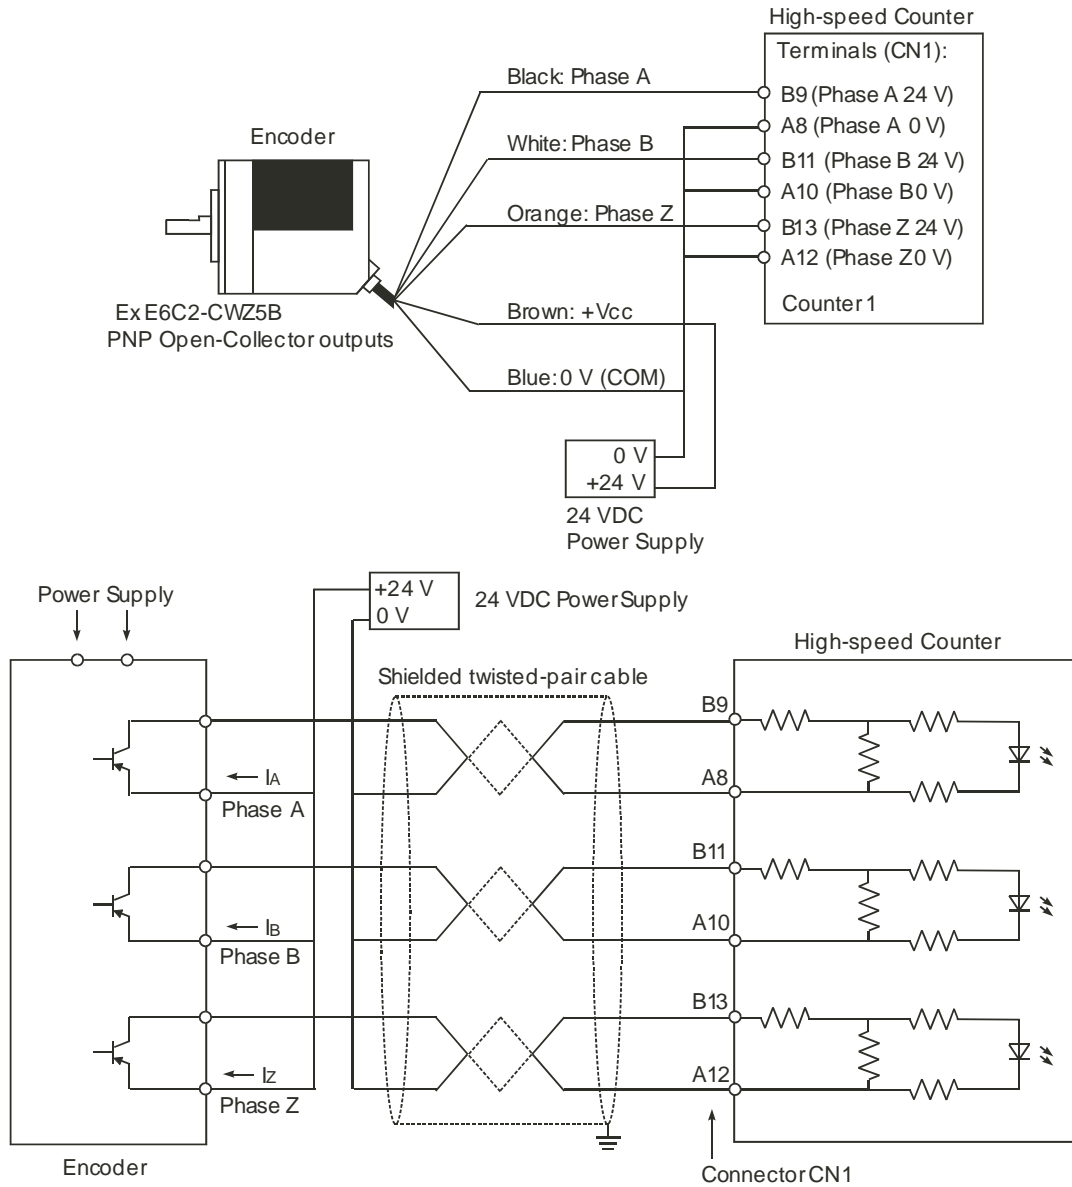 High-speed Counter
Terminals (CN1):
Black: Phase A
B9 (Phase A 24 V)
A8 (Phase A 0 V)
Encoder
White: Phase B
B11 (Phase B 24 V)
A10 (Phase B 0 V)
Orange: Phase Z
B13 (Phase Z 24 V)
A12 (Phase Z 0 V)
Ex E6C2-CWZ5B
PNP Open-Collector outputs
Brown: +Vcc
Counter 1
Blue: 0 V (COM)
0 V
+24 V
24 VDC
Power Supply
Power Supply
+24 V
0 V
24 VDC Power Supply
High-speed Counter
Shielded twisted-pair cable
B9
IA
A8
Phase A
B11
IB
A10
Phase B
B13
IZ
A12
Phase Z
Encoder
Connector CN1